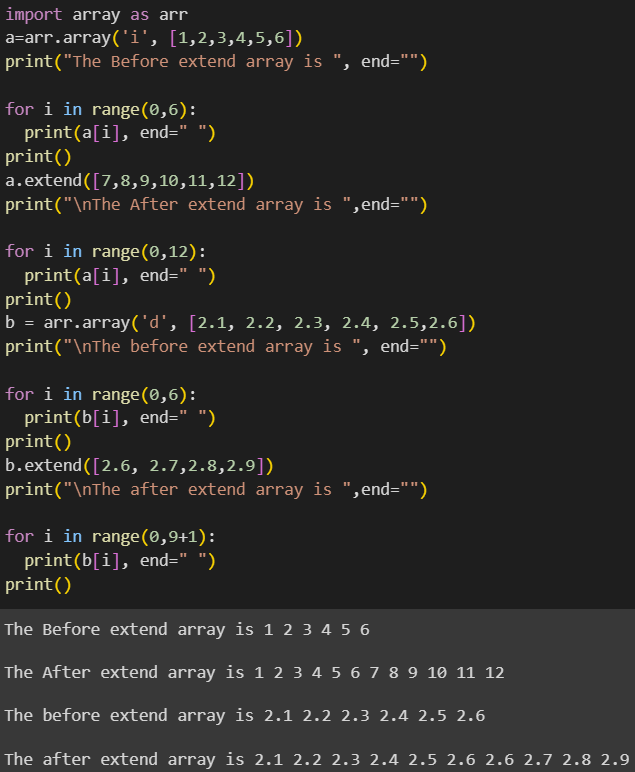 import array as arr
a=arr.array('i', [1,2,3,4,5,6])
print("The Before extend array is ", end="")
for i in range(0,6):
  print(a[i], end=" ")
print()
a.extend([7,8,9,10,11,12])
print("\nThe After extend array is ",end="")
for i in range(0,12):
  print(a[i], end=" ")
print()
b = arr.array('d', [2.1, 2.2, 2.3, 2.4, 2.5,2.6])
print("\nThe before extend array is ", end="")
for i in range(0,6):
  print(b[i], end=" ")
print()
b.extend([2.6, 2.7,2.8,2.9])
print("\nThe after extend array is ",end="")
for i in range(0,9+1):
  print(b[i], end=" ")
print()
The Before extend array is 1 2 3 4 5 6
The After extend array is 1 2 3 4 5 6 7 8 9 10 11 12
The before extend array is 2.1 2.2 2.3 2.4 2.5 2.6
The after extend array is 2.1 2.2 2.3 2.4 2.5 2.6 2.6 2.7 2.8 2.9